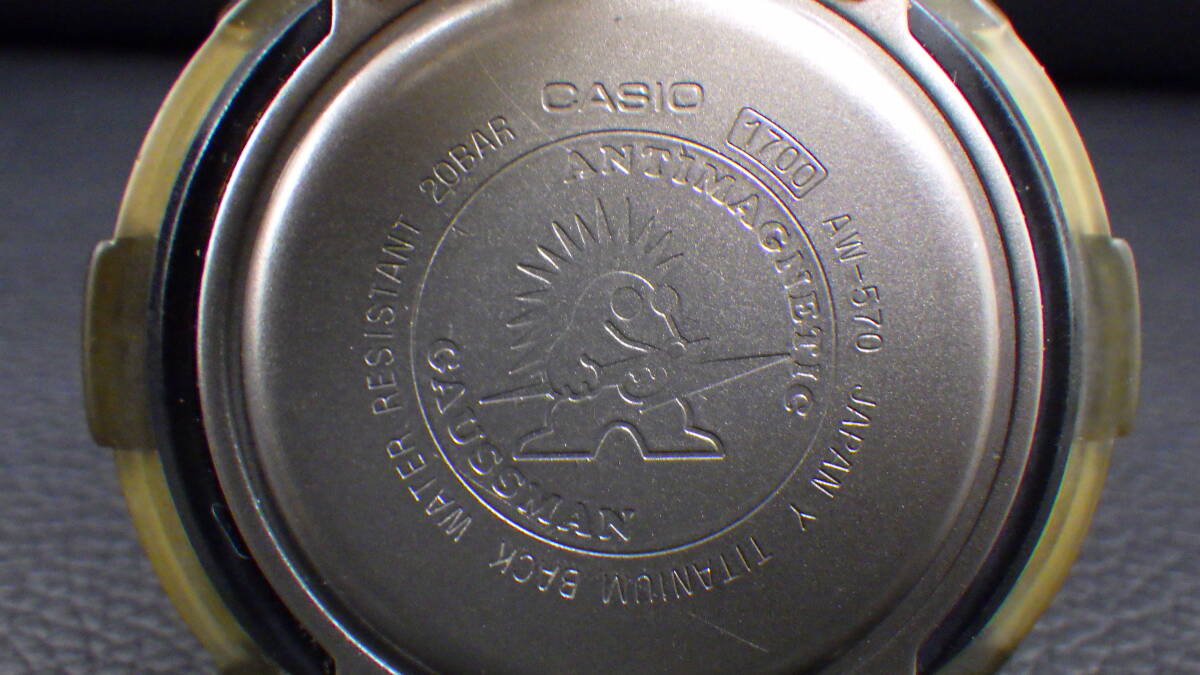 CASIO
1700
AW-570 JAPAN Y TITANIUM BACK WATER RESISTANT 20BAR
ANTIMAGNETIC
GAUSSMAN